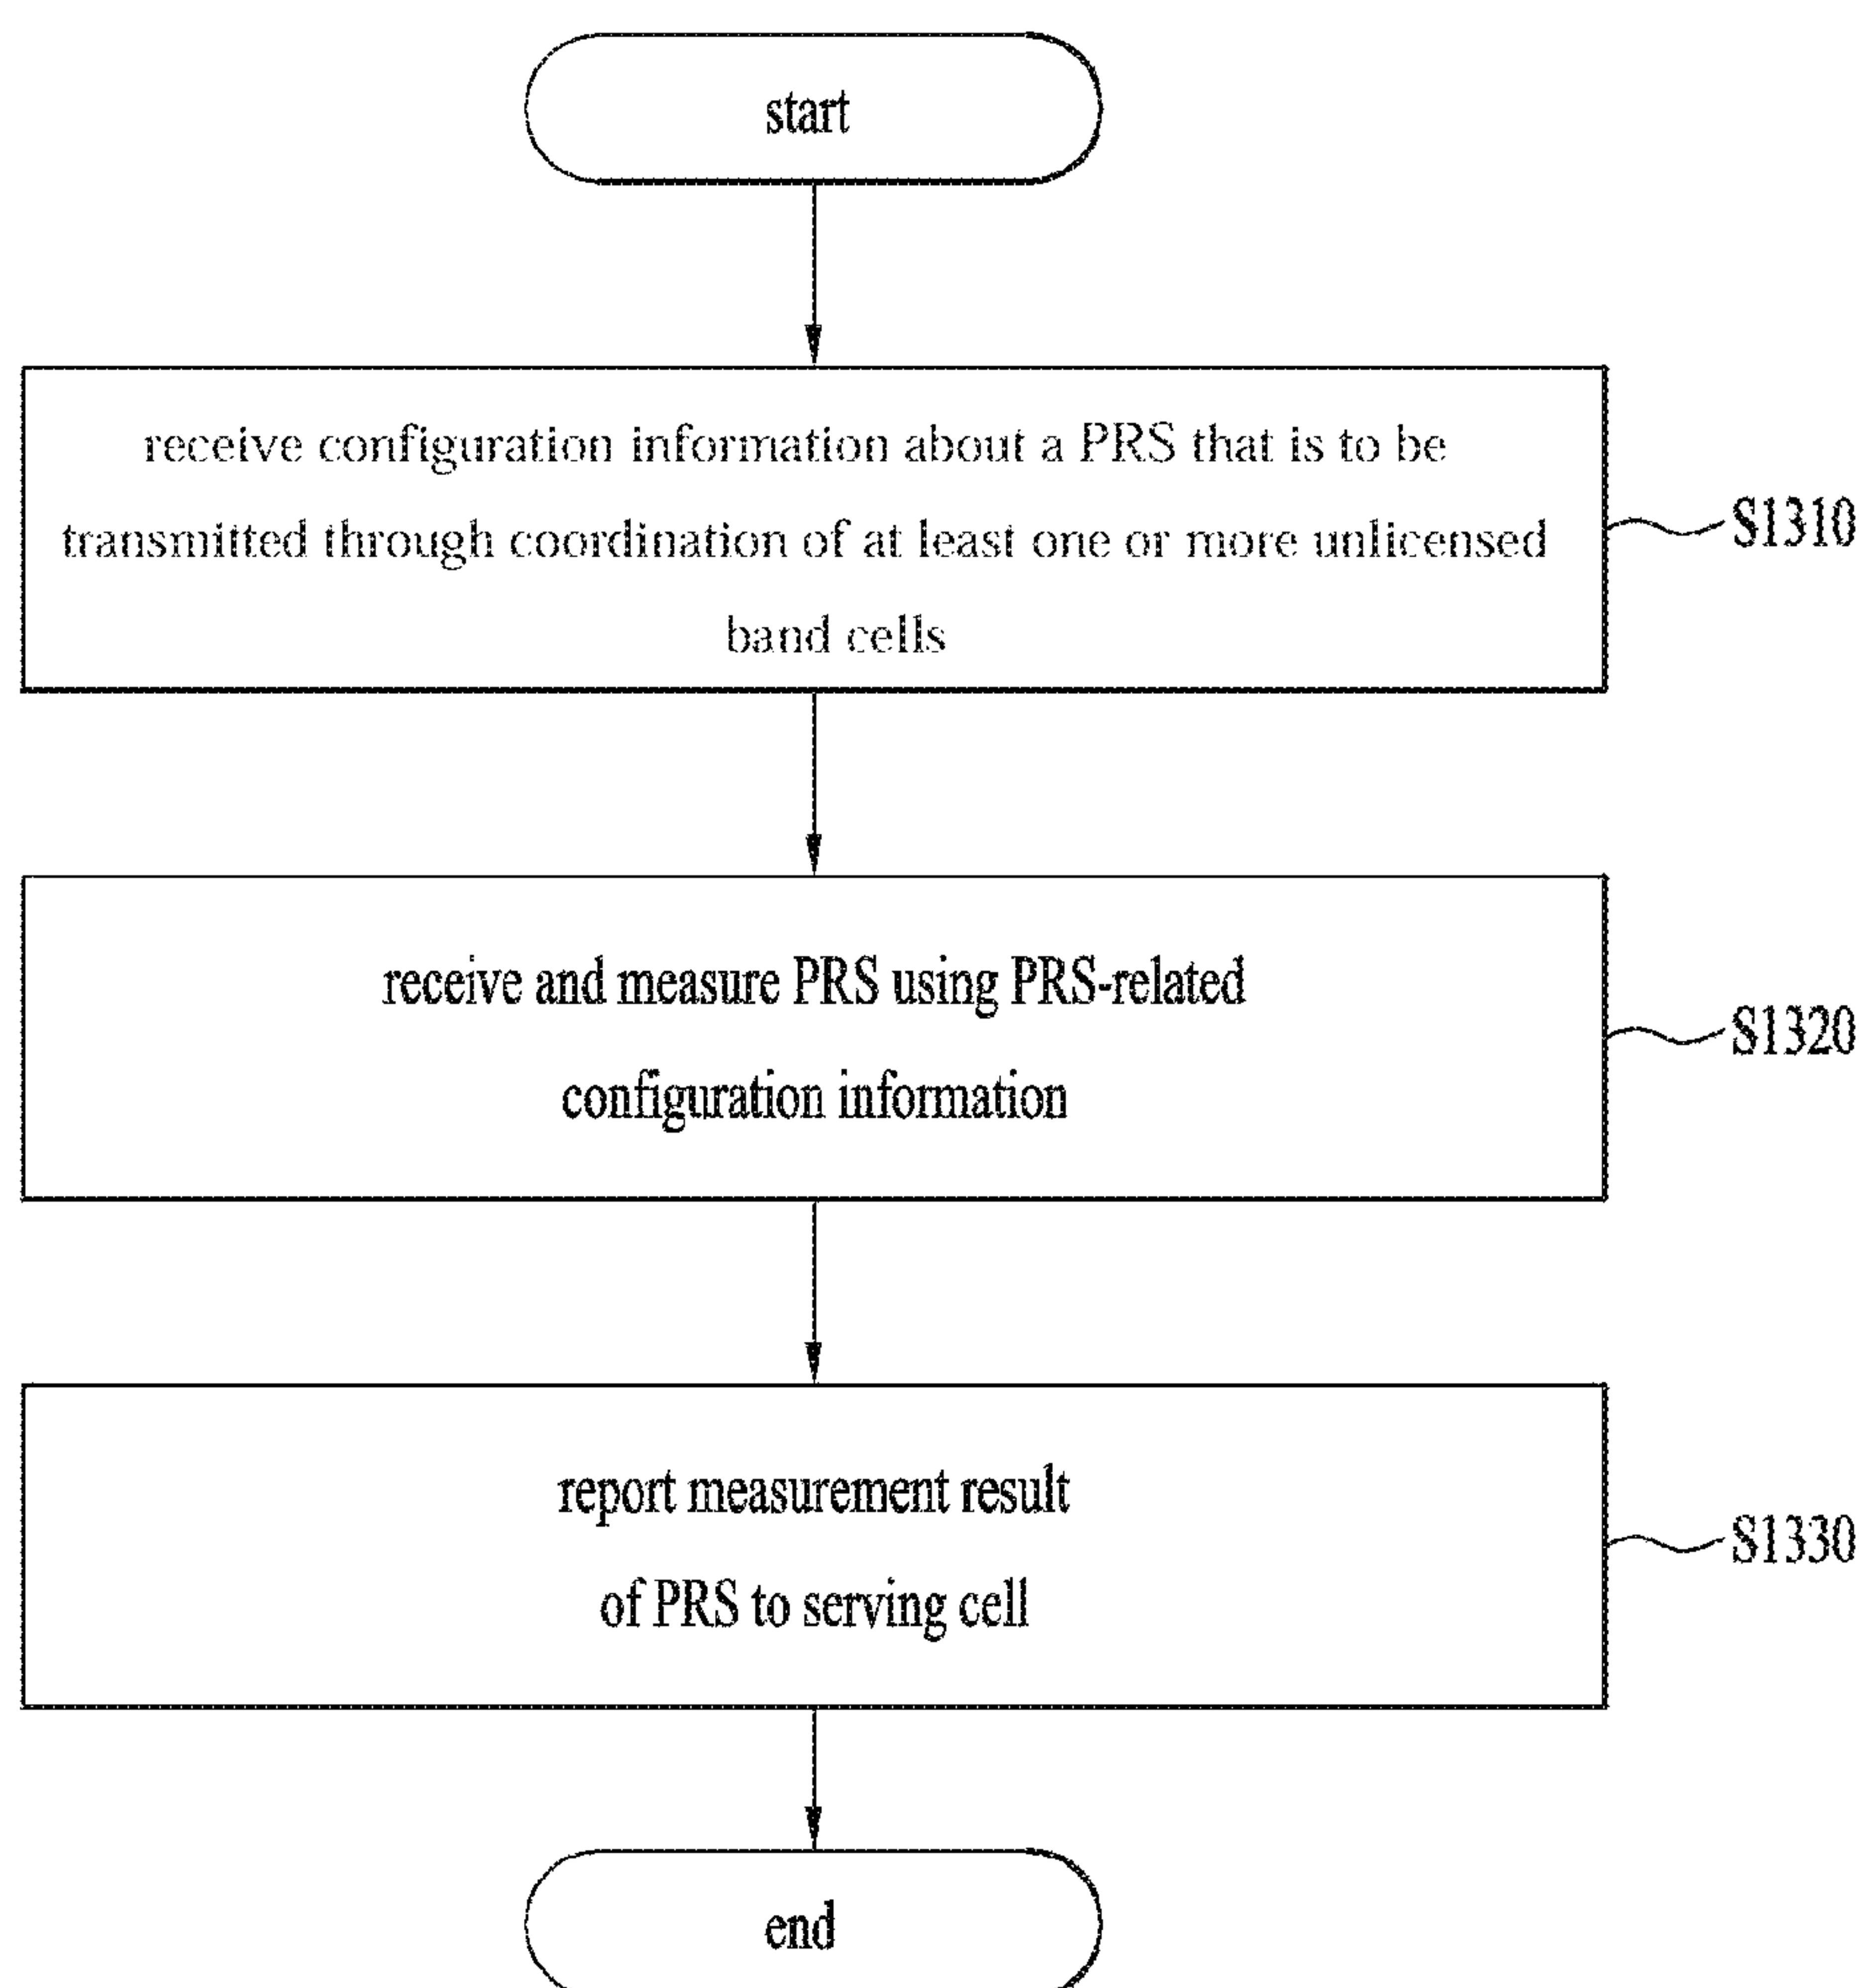 start
receive configuration information about a PRS that is to be
transmitted through coordination of at least one or more unlicensed
band cells
S1310
receive and measure PRS using PRS-related
configuration information
S1320
report measurement result
of PRS to serving cell
S1330
end